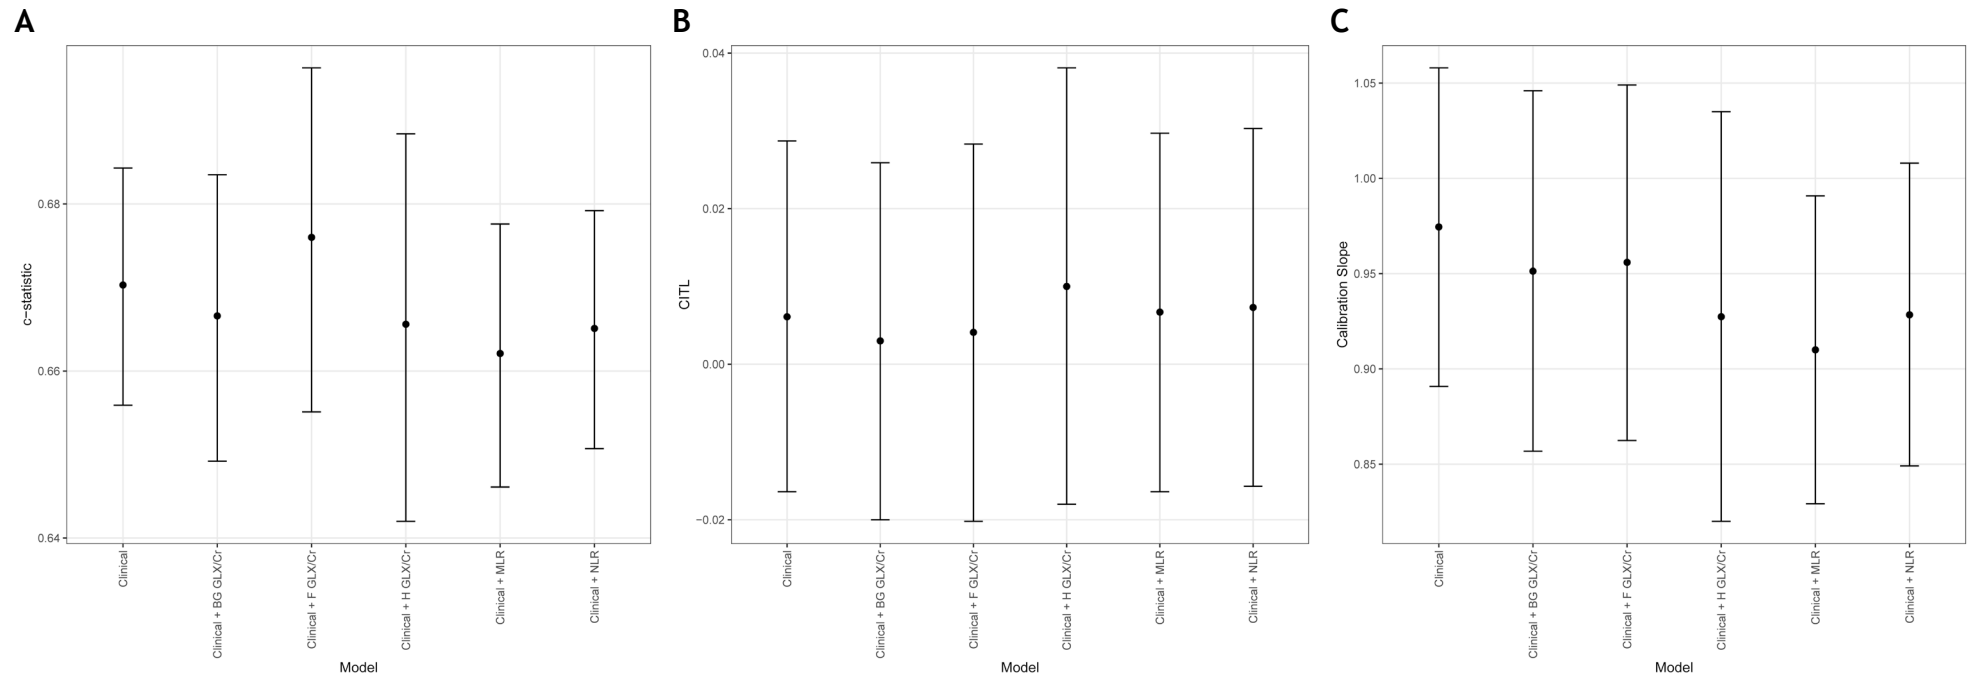 A
c−statistic
0.68
0.66
0.64
Clinical
Clinical + BG GLX/Cr
Clinical + F GLX/Cr
Clinical + H GLX/Cr
Clinical + MLR
Clinical + NLR
Model
B
CITL
0.04
0.02
0.00
−0.02
Clinical
Clinical + BG GLX/Cr
Clinical + F GLX/Cr
Clinical + H GLX/Cr
Clinical + MLR
Clinical + NLR
Model
C
Calibration Slope
1.05
1.00
0.95
0.90
0.85
Clinical
Clinical + BG GLX/Cr
Clinical + F GLX/Cr
Clinical + H GLX/Cr
Clinical + MLR
Clinical + NLR
Model